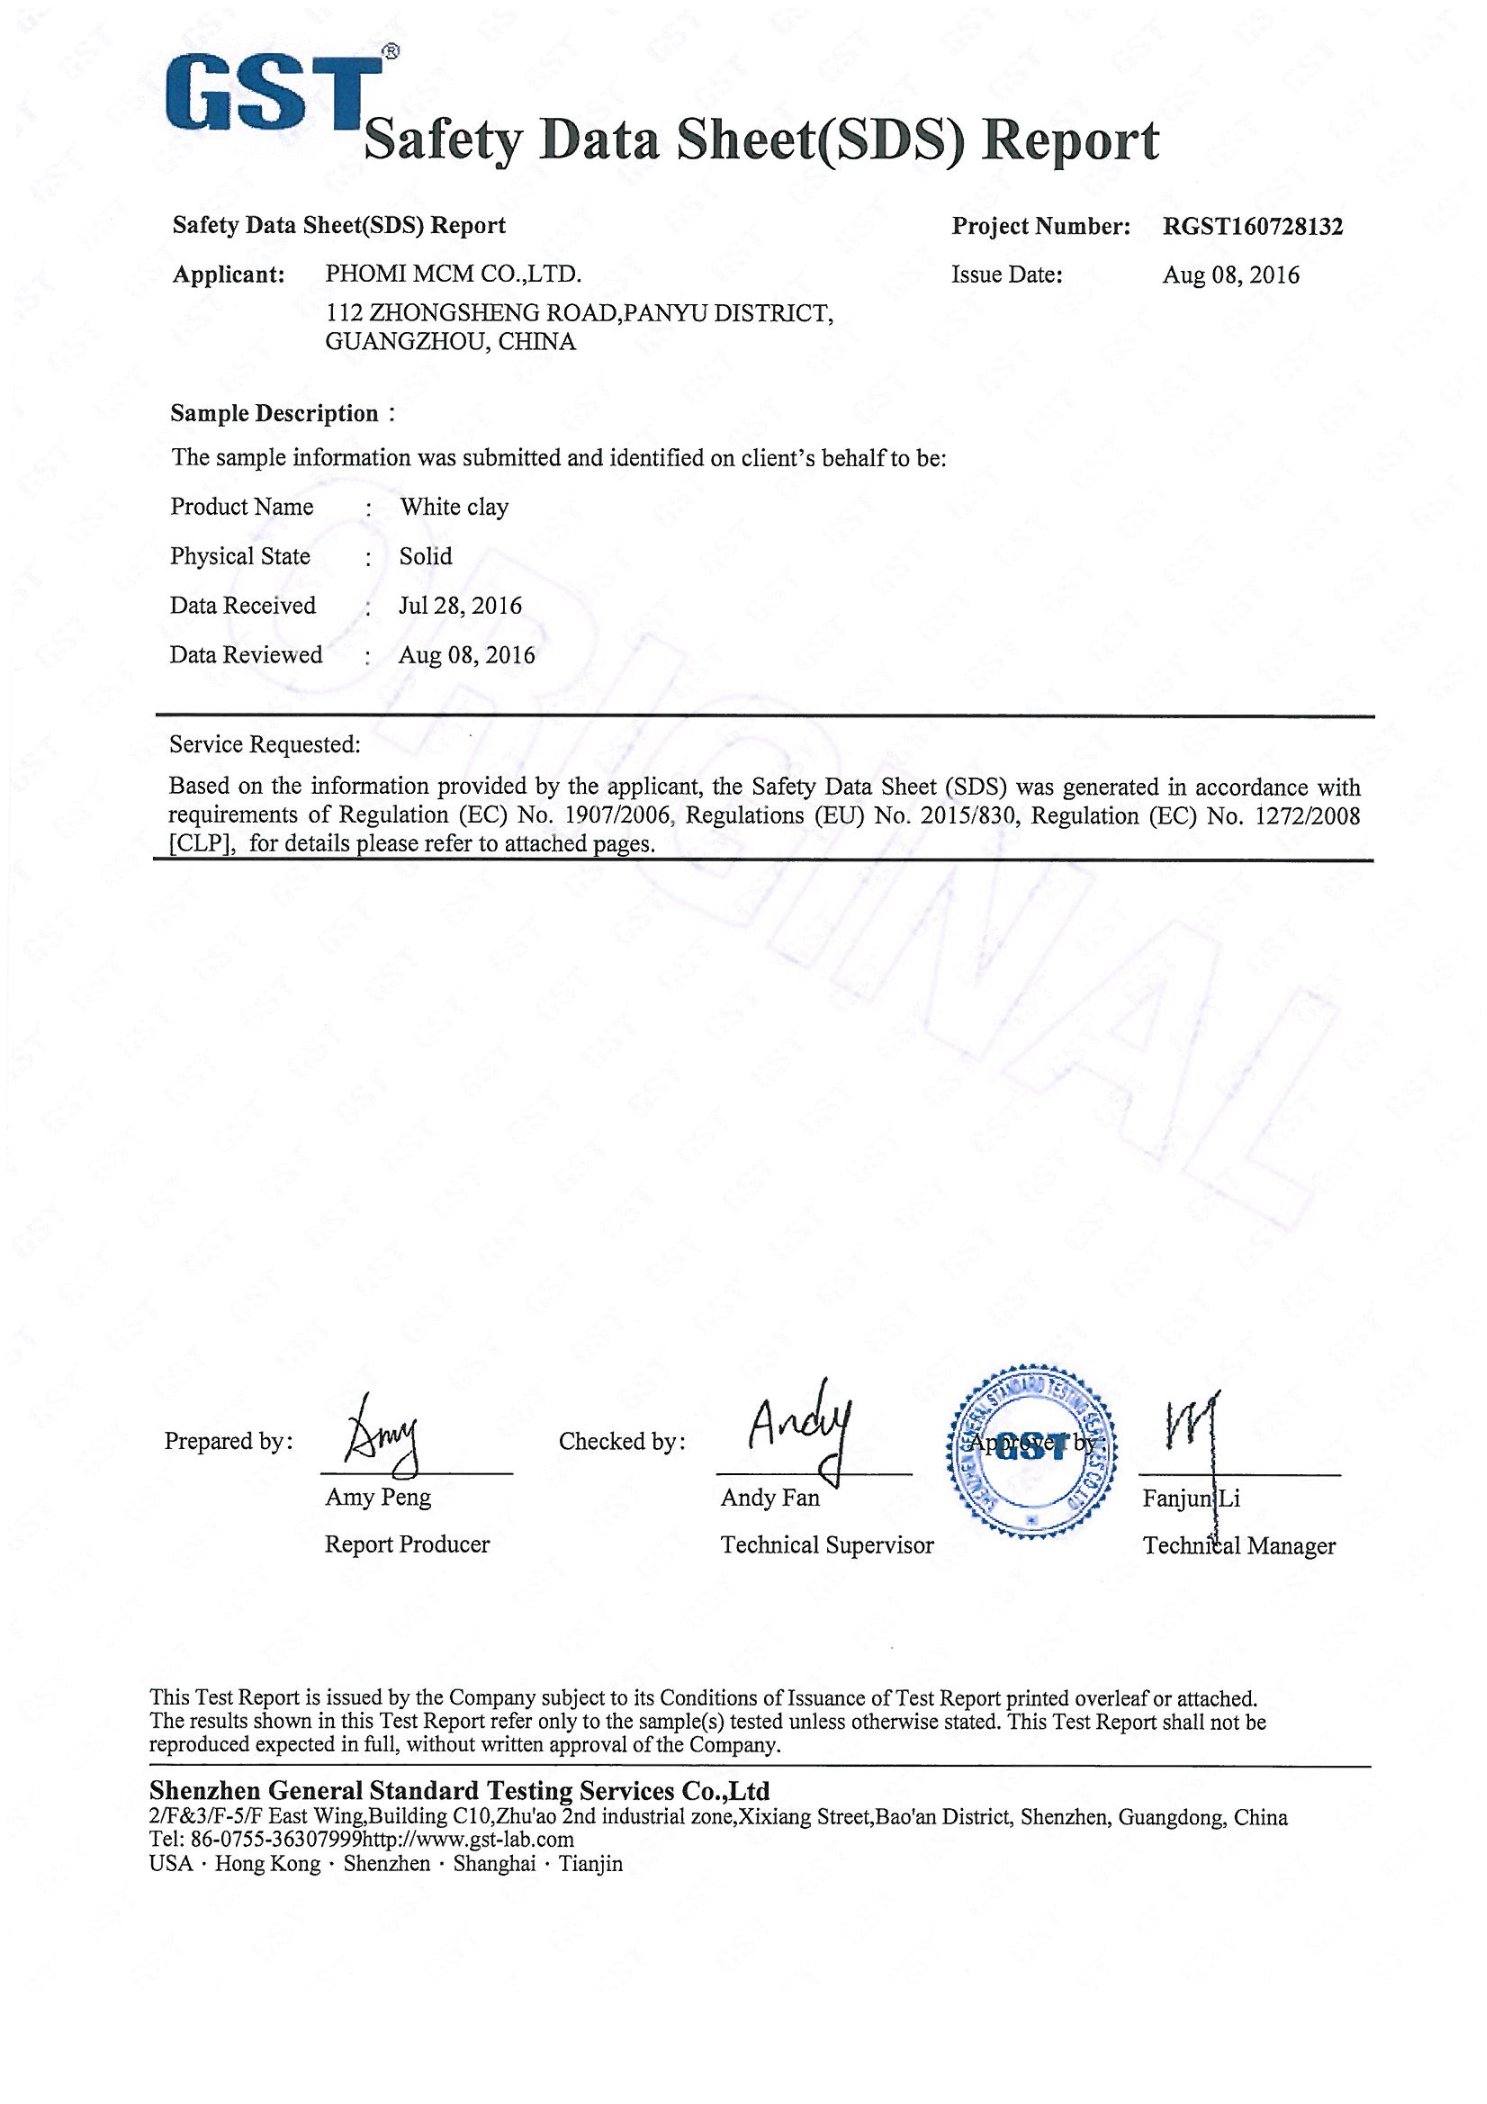 GST®
Safety Data Sheet(SDS) Report
Safety Data Sheet(SDS) Report Project Number: RGST160728132
Applicant: PHOMI MCM CO.,LTD. Issue Date: Aug 08, 2016
112 ZHONGSHENG ROAD,PANYU DISTRICT,
GUANGZHOU, CHINA
Sample Description :
The sample information was submitted and identified on client's behalf to be:
Product Name : White clay
Physical State : Solid
Data Received : Jul 28, 2016
Data Reviewed : Aug 08, 2016
ORIGINAL
Service Requested:
Based on the information provided by the applicant, the Safety Data Sheet (SDS) was generated in accordance with
requirements of Regulation (EC) No. 1907/2006, Regulations (EU) No. 2015/830, Regulation (EC) No. 1272/2008
[CLP], for details please refer to attached pages.
Prepared by: Amy Checked by: Andy Approved by:
SHENZHEN GENERAL STANDARD TESTING SERVICES CO.LTD
GST
Amy Peng Andy Fan Fanjun Li
Report Producer Technical Supervisor Technical Manager
This Test Report is issued by the Company subject to its Conditions of Issuance of Test Report printed overleaf or attached.
The results shown in this Test Report refer only to the sample(s) tested unless otherwise stated. This Test Report shall not be
reproduced expected in full, without written approval of the Company.
Shenzhen General Standard Testing Services Co.,Ltd
2/F&3/F-5/F East Wing,Building C10,Zhu'ao 2nd industrial zone,Xixiang Street,Bao'an District, Shenzhen, Guangdong, China
Tel: 86-0755-36307999http://www.gst-lab.com
USA · Hong Kong · Shenzhen · Shanghai · Tianjin